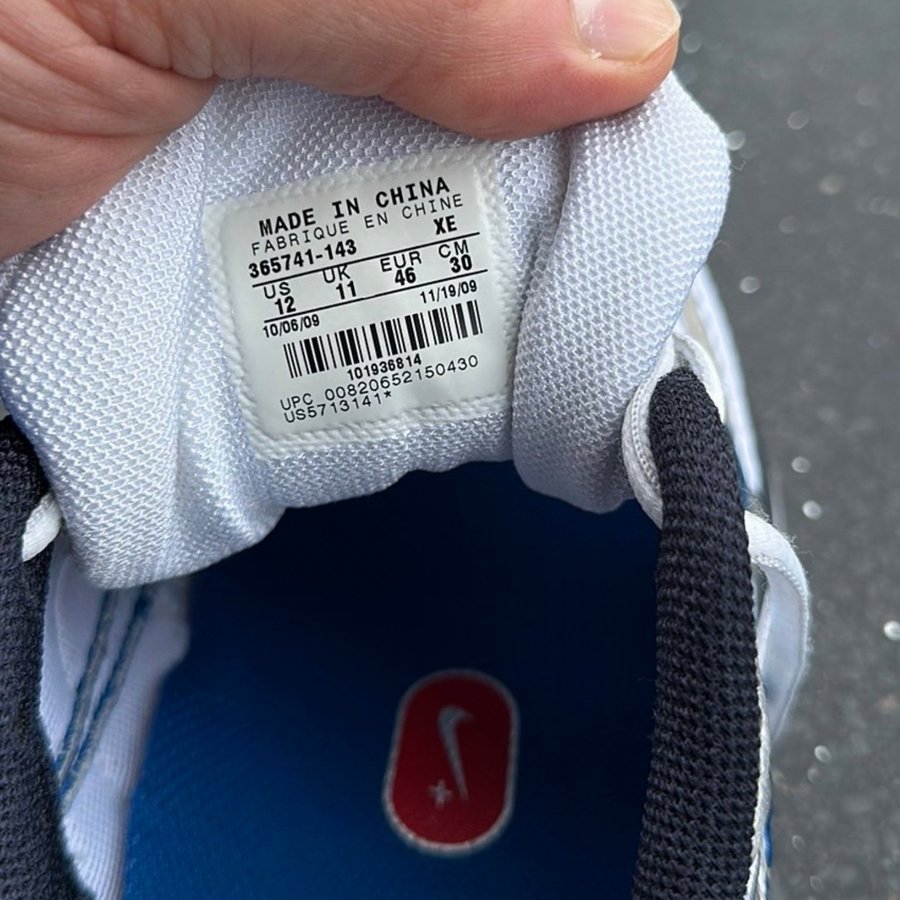 MADE IN CHINA
FABRIQUE EN CHINE
365741-143 XE
US UK EUR CM
12 11 46 30
10/06/09 11/19/09
101936814
UPC 00820652150430
US5713141*